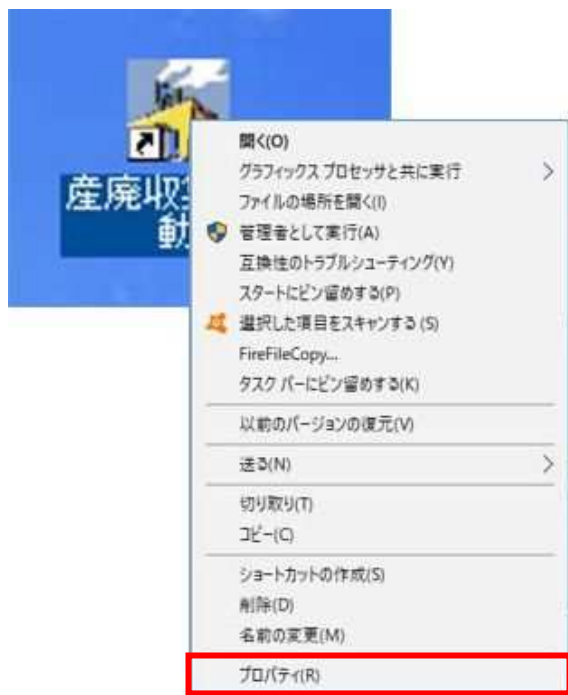 産廃収
動
開く(O)
グラフィックス プロセッサと共に実行
ファイルの場所を開く(I)
管理者として実行(A)
互換性のトラブルシューティング(Y)
スタートにピン留めする(P)
選択した項目をスキャンする (S)
FireFileCopy...
タスク バーにピン留めする(K)
以前のバージョンの復元(V)
送る(N)
切り取り(T)
コピー(C)
ショートカットの作成(S)
削除(D)
名前の変更(M)
プロパティ(R)